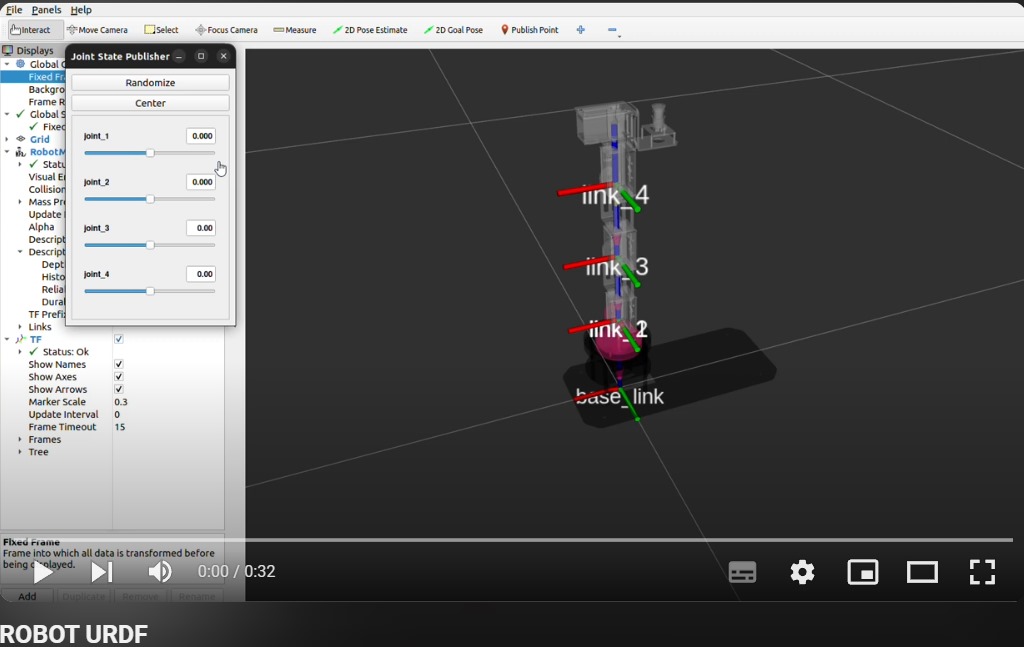 File Panels Help
Interact Move Camera Select Focus Camera Measure 2D Pose Estimate 2D Goal Pose Publish Point
Displays
Joint State Publisher
Global
Fixed Fra
Backgro
Frame R
Global S
Fixed
Grid
RobotM
Statu
Visual En
Collision
Mass Pr
Update I
Alpha
Descript
Descript
Dept
Histo
Relia
Dural
TF Prefix
Links
Randomize
Center
joint_1 0.000
joint_2 0.000
joint_3 0.00
joint_4 0.00
TF
Status: Ok
Show Names
Show Axes
Show Arrows
Marker Scale 0.3
Update Interval 0
Frame Timeout 15
Frames
Tree
link_4
link_3
link_2
base_link
Fixed Frame
Frame into which all data is transformed before
being displayed.
Add Duplicate Remove Rename
0:00 / 0:32
ROBOT URDF